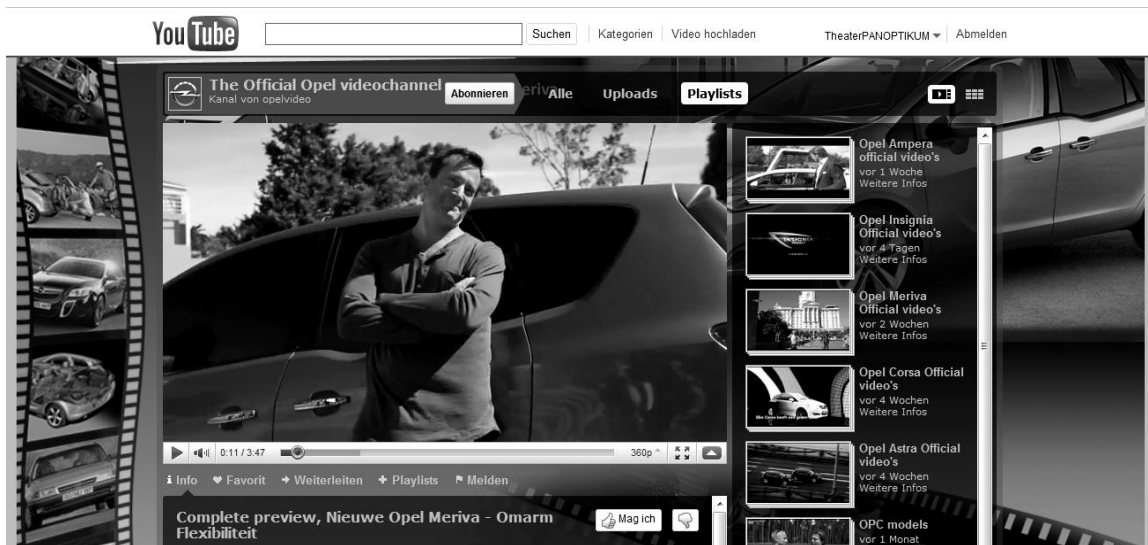 YouTube
Suchen
Kategorien
Video hochladen
TheaterPANOPTIKUM
Abmelden
The Official Opel videochannel
Kanal von opelvideo
Abonnieren
eriva
Alle
Uploads
Playlists
Opel Ampera
official video's
vor 1 Woche
Weitere Infos
INSIGNIA
Opel Insignia
Official video's
vor 4 Tagen
Weitere Infos
Opel Meriva
Official video's
vor 2 Wochen
Weitere Infos
Opel Corsa Official
video's
vor 4 Wochen
Weitere Infos
Opel Astra Official
video's
vor 4 Wochen
Weitere Infos
OPC models
vor 1 Monat
0:11 / 3:47
360p
Info
Favorit
Weiterleiten
Playlists
Melden
Complete preview, Nieuwe Opel Meriva - Omarm
Flexibiliteit
Mag ich